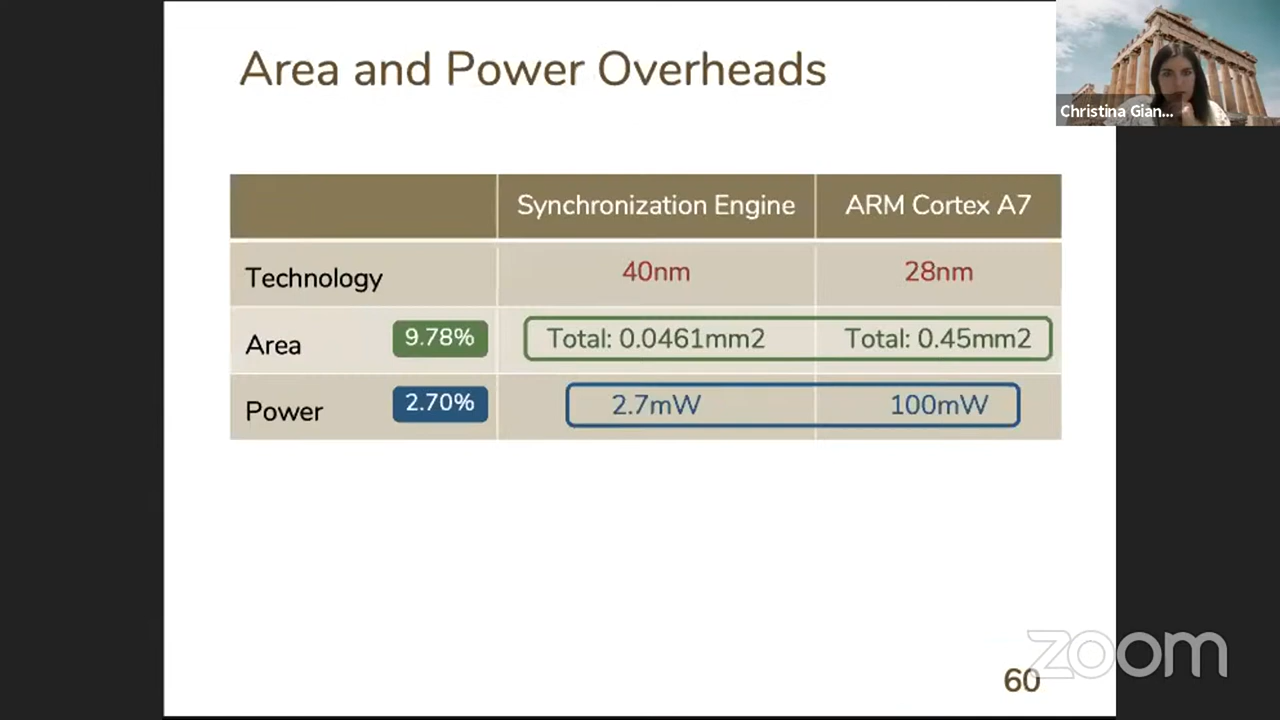 Area and Power Overheads
Christina Gian...
Synchronization Engine ARM Cortex A7
Technology 40nm 28nm
Area 9.78% Total: 0.0461mm2 Total: 0.45mm2
Power 2.70% 2.7mW 100mW
zoom
60